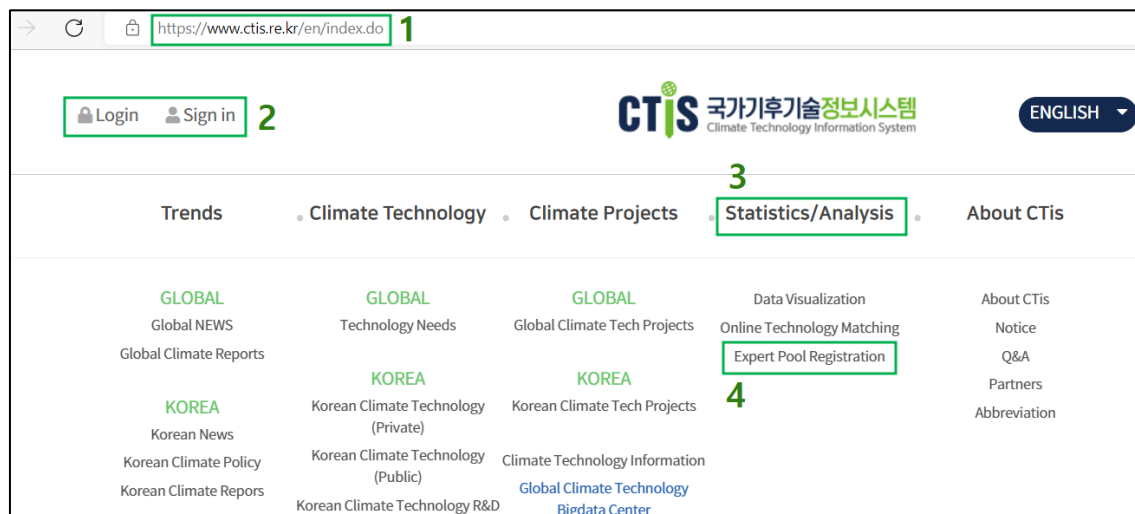 https://www.ctis.re.kr/en/index.do 1
Login Sign in 2
CTiS 국가기후기술정보시스템
Climate Technology Information System
ENGLISH
3
Trends Climate Technology Climate Projects Statistics/Analysis About CTis
GLOBAL GLOBAL GLOBAL Data Visualization About CTis
Global NEWS Technology Needs Global Climate Tech Projects Online Technology Matching Notice
Global Climate Reports Expert Pool Registration Q&A
KOREA KOREA 4 Partners
KOREA Korean Climate Technology Korean Climate Tech Projects Abbreviation
(Private)
Korean News
Korean Climate Policy Korean Climate Technology Climate Technology Information
(Public)
Korean Climate Repors Global Climate Technology
Korean Climate Technology R&D Bigdata Center